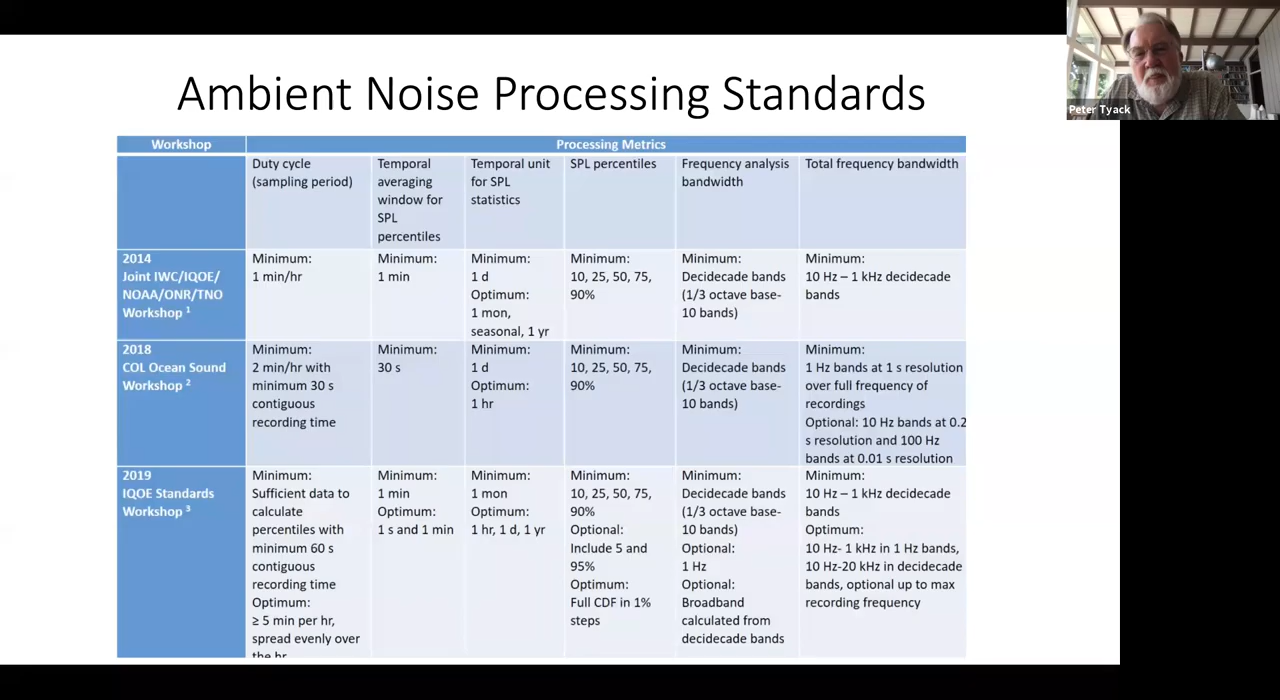 Ambient Noise Processing Standards
Peter Tyack
Workshop
Processing Metrics
Duty cycle
(sampling period)
Temporal
averaging
window for
SPL
percentiles
Temporal unit
for SPL
statistics
SPL percentiles
Frequency analysis
bandwidth
Total frequency bandwidth
2014
Joint IWC/IQOE/
NOAA/ONR/TNO
Workshop 1
Minimum:
1 min/hr
Minimum:
1 min
Minimum:
1 d
Optimum:
1 mon,
seasonal, 1 yr
Minimum:
10, 25, 50, 75,
90%
Minimum:
Decidecade bands
(1/3 octave base-
10 bands)
Minimum:
10 Hz – 1 kHz decidecade
bands
2018
COL Ocean Sound
Workshop 2
Minimum:
2 min/hr with
minimum 30 s
contiguous
recording time
Minimum:
30 s
Minimum:
1 d
Optimum:
1 hr
Minimum:
10, 25, 50, 75,
90%
Minimum:
Decidecade bands
(1/3 octave base-
10 bands)
Minimum:
1 Hz bands at 1 s resolution
over full frequency of
recordings
Optional: 10 Hz bands at 0.2
s resolution and 100 Hz
bands at 0.01 s resolution
2019
IQOE Standards
Workshop 3
Minimum:
Sufficient data to
calculate
percentiles with
minimum 60 s
contiguous
recording time
Optimum:
≥ 5 min per hr,
spread evenly over
the hr
Minimum:
1 min
Optimum:
1 s and 1 min
Minimum:
1 mon
Optimum:
1 hr, 1 d, 1 yr
Minimum:
10, 25, 50, 75,
90%
Optional:
Include 5 and
95%
Optimum:
Full CDF in 1%
steps
Minimum:
Decidecade bands
(1/3 octave base-
10 bands)
Optional:
1 Hz
Optional:
Broadband
calculated from
decidecade bands
Minimum:
10 Hz – 1 kHz decidecade
bands
Optimum:
10 Hz- 1 kHz in 1 Hz bands,
10 Hz-20 kHz in decidecade
bands, optional up to max
recording frequency